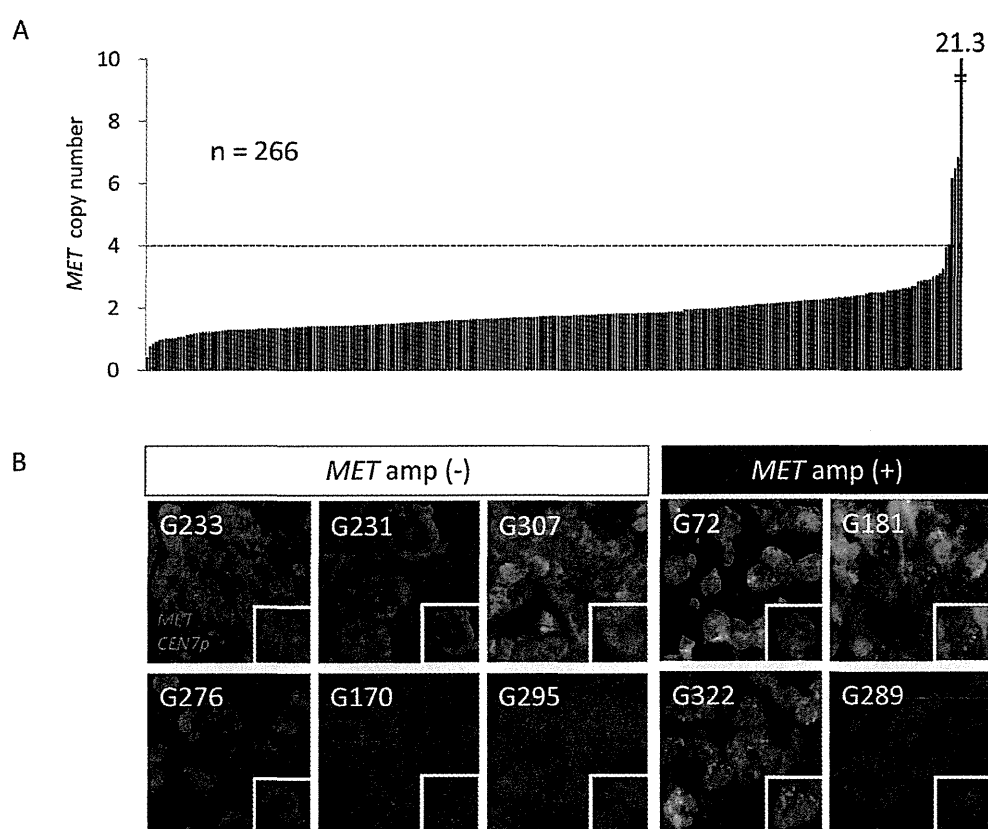 A
21.3
10
8
6
4
2
0
MET copy number
n = 266
B
MET amp (-)
MET amp (+)
G233
G231
G307
G72
G181
MET
CEN7p
G276
G170
G295
G322
G289